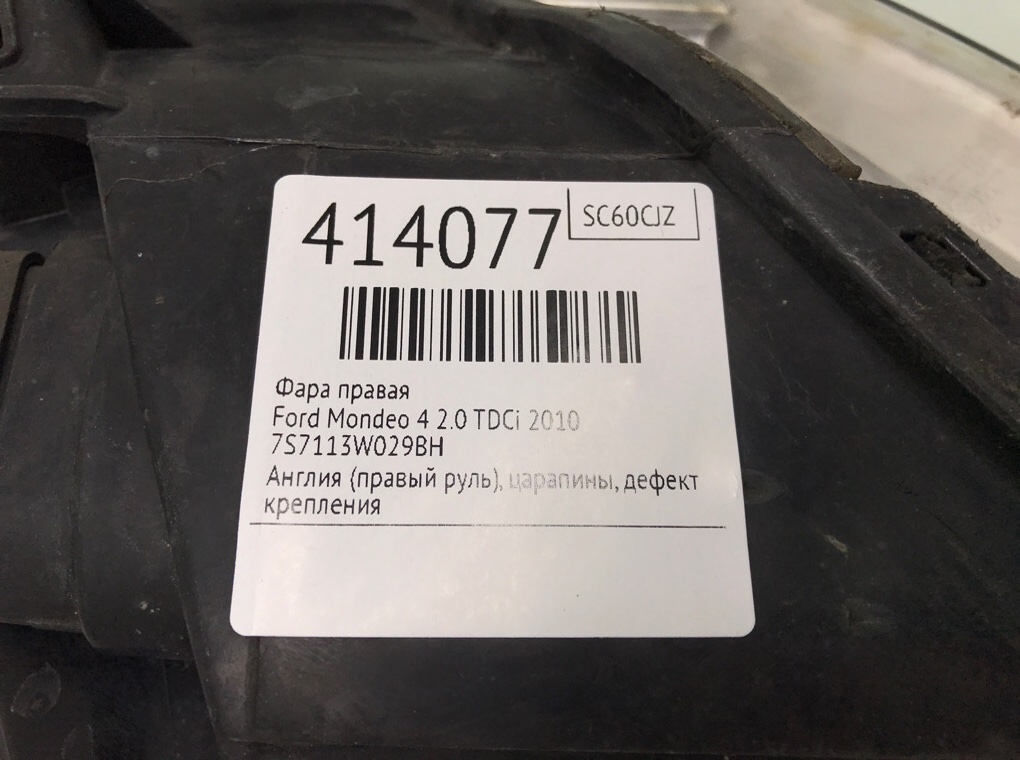 414077
SC60CJZ
Фара правая
Ford Mondeo 4 2.0 TDCi 2010
7S7113W029BH
Англия (правый руль), царапины, дефект
крепления